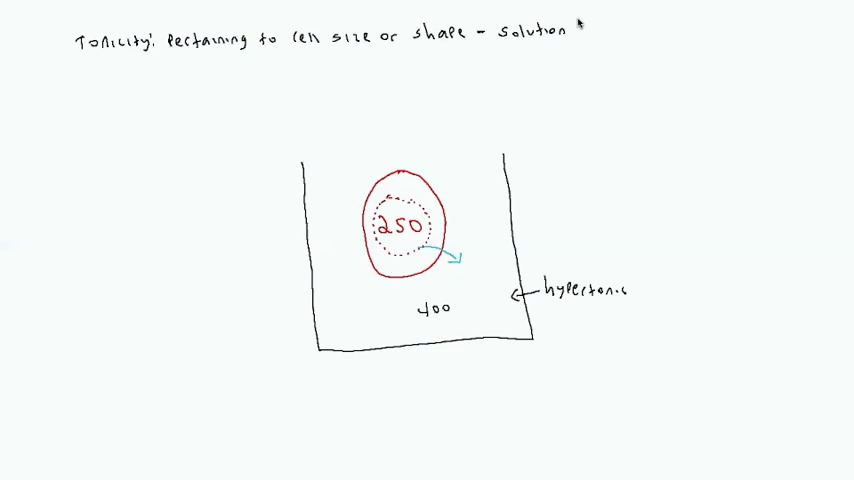 Tonicity: Pertaining to cell size or shape - solution
250
400
hypertonic